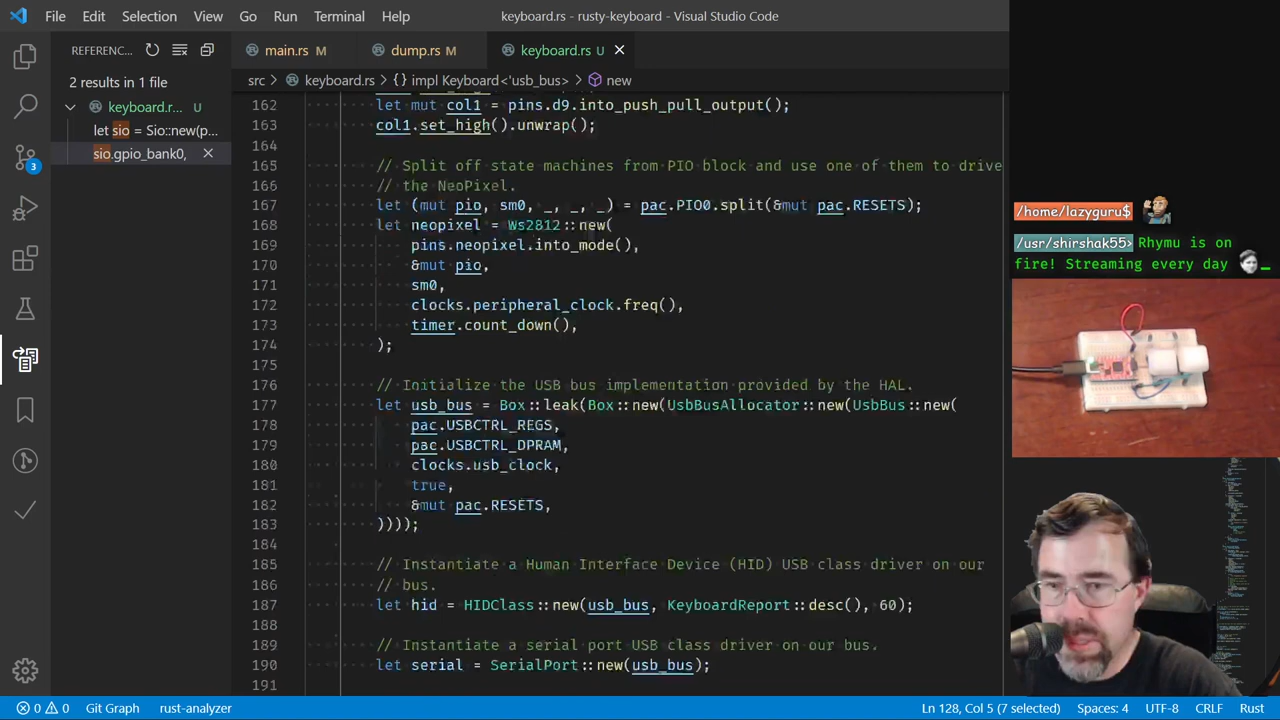 File Edit Selection View Go Run Terminal Help
keyboard.rs - rusty-keyboard - Visual Studio Code
REFERENC...
2 results in 1 file
keyboard.r... U
let sio = Sio::new(p...
sio.gpio_bank0,
main.rs M
dump.rs M
keyboard.rs U
src > keyboard.rs > {} impl Keyboard<'usb_bus> > new
162 let mut col1 = pins.d9.into_push_pull_output();
163 col1.set_high().unwrap();
164
165 // Split off state machines from PIO block and use one of them to drive
166 // the NeoPixel.
167 let (mut pio, sm0, _, _, _) = pac.PIO0.split(&mut pac.RESETS);
168 let neopixel = Ws2812::new(
169 pins.neopixel.into_mode(),
170 &mut pio,
171 sm0,
172 clocks.peripheral_clock.freq(),
173 timer.count_down(),
174 );
175
176 // Initialize the USB bus implementation provided by the HAL.
177 let usb_bus = Box::leak(Box::new(UsbBusAllocator::new(UsbBus::new(
178 pac.USBCTRL_REGS,
179 pac.USBCTRL_DPRAM,
180 clocks.usb_clock,
181 true,
182 &mut pac.RESETS,
183 ))));
184
185 // Instantiate a Human Interface Device (HID) USB class driver on our
186 // bus.
187 let hid = HIDClass::new(usb_bus, KeyboardReport::desc(), 60);
188
189 // Instantiate a serial port USB class driver on our bus.
190 let serial = SerialPort::new(usb_bus);
191
/home/lazyguru$
/usr/shirshak55> Rhymu is on
fire! Streaming every day
3
0 0 Git Graph rust-analyzer
Ln 128, Col 5 (7 selected) Spaces: 4 UTF-8 CRLF Rust